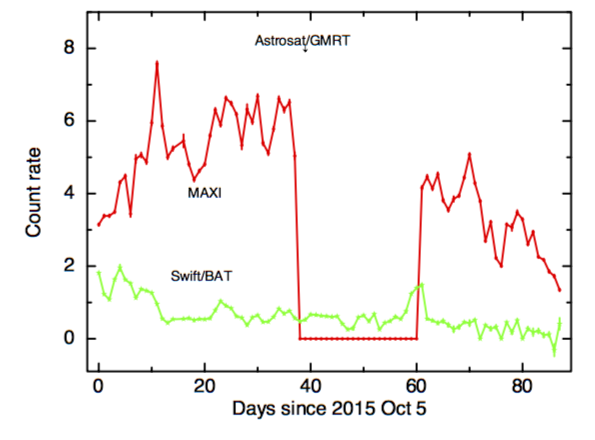 Astrosat/GMRT
8
6
4
2
0
Count rate
MAXI
Swift/BAT
0 20 40 60 80
Days since 2015 Oct 5